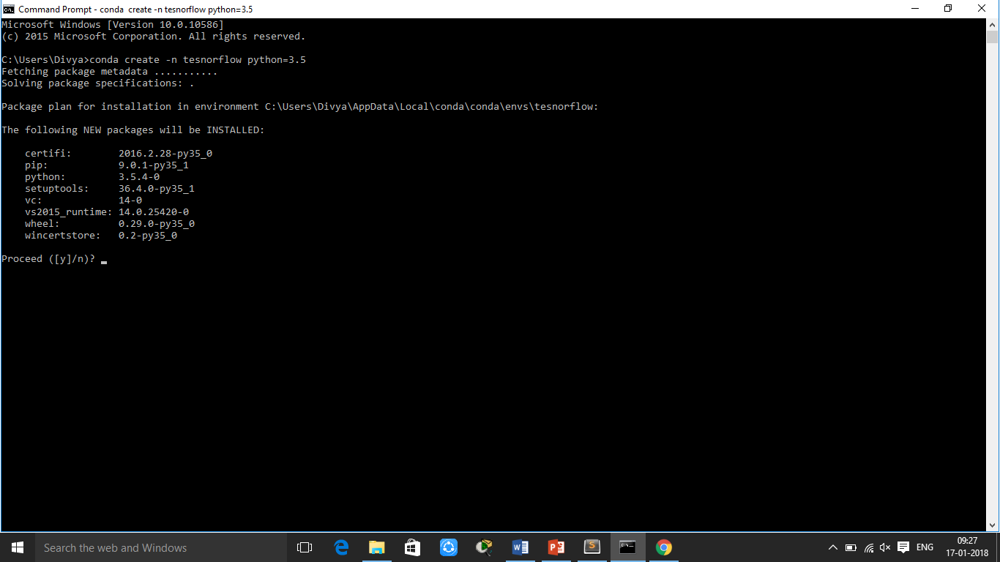 Command Prompt - conda  create -n tesnorflow python=3.5
Microsoft Windows [Version 10.0.10586]
(c) 2015 Microsoft Corporation. All rights reserved.
C:\Users\Divya>conda create -n tesnorflow python=3.5
Fetching package metadata ...........
Solving package specifications: .
Package plan for installation in environment C:\Users\Divya\AppData\Local\conda\conda\envs\tesnorflow:
The following NEW packages will be INSTALLED:
certifi:        2016.2.28-py35_0
pip:            9.0.1-py35_1
python:         3.5.4-0
setuptools:     36.4.0-py35_1
vc:             14-0
vs2015_runtime: 14.0.25420-0
wheel:          0.29.0-py35_0
wincertstore:   0.2-py35_0
Proceed ([y]/n)?
Search the web and Windows
ENG
09:27
17-01-2018